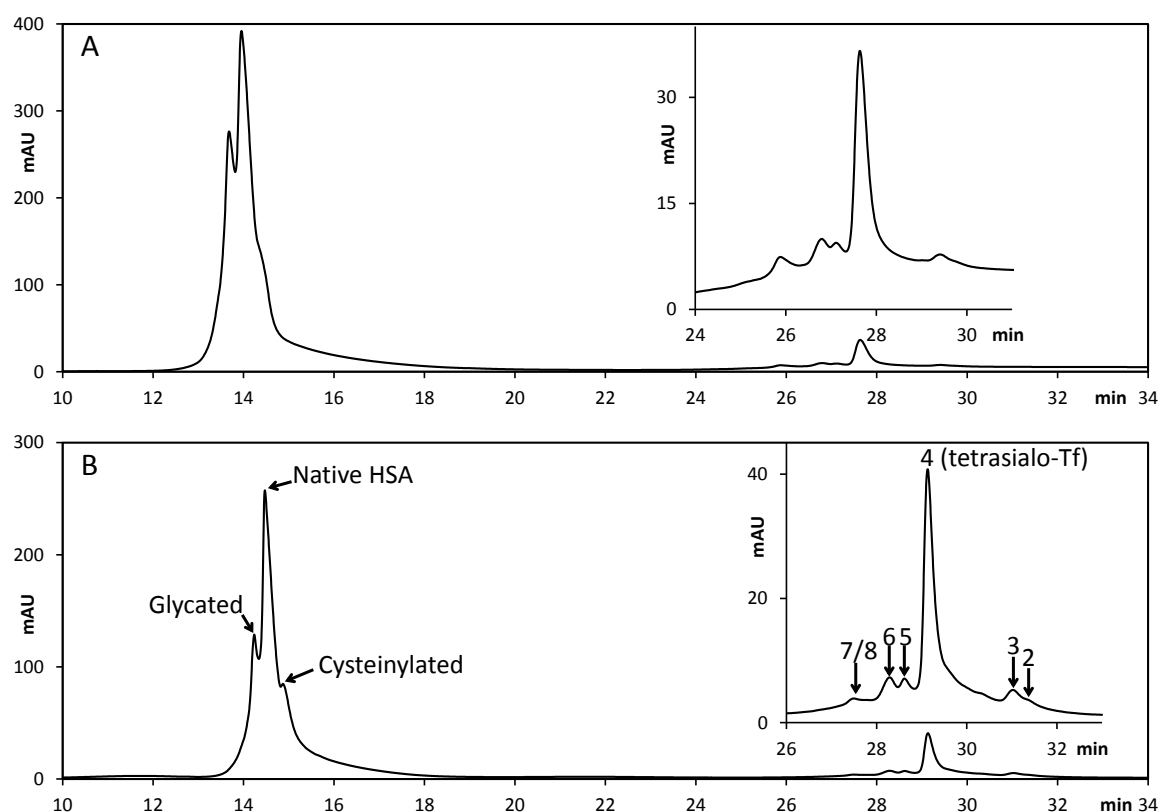 A
400
300
200
100
0
mAU
10 12 14 16 18 20 22 24 26 28 30 min 32 34
30
15
0
mAU
24 26 28 30 min
B
300
200
100
0
mAU
Native HSA
Glycated
Cysteinylated
10 12 14 16 18 20 22 24 26 28 30 min 32 34
4 (tetrasialo-Tf)
40
20
0
mAU
7/8 6 5 3 2
26 28 30 32 min